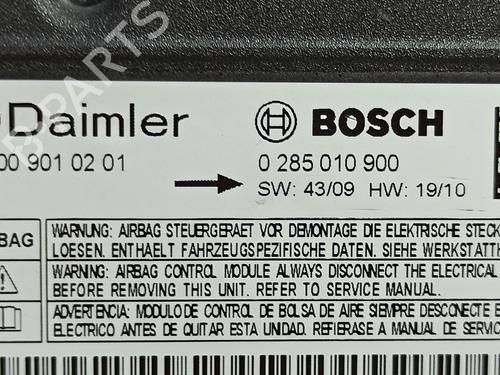 Daimler BOSCH
00 901 02 01 0 285 010 900
SW: 43/09 HW: 19/10
BAG
WARNUNG: AIRBAG STEUERGERAET VOR DEMONTAGE DIE ELEKTRISCHE STECK
LOESEN. ENTHAELT FAHRZEUGSPEZIFISCHE DATEN. SIEHE WERKSTATTH
WARNING: AIRBAG CONTROL MODULE ALWAYS DISCONNECT THE ELECTRICAL
BEFORE REMOVING THIS UNIT. REFER TO SERVICE MANUAL.
ADVERTENCIA: MODULO DE CONTROL DE BOLSA DE AIRE SIEMPRE DESCONECTE E
ELECTRICO ANTES DE QUITAR ESTA UNIDAD. REFIERASE A MANUAL DE SERVIC